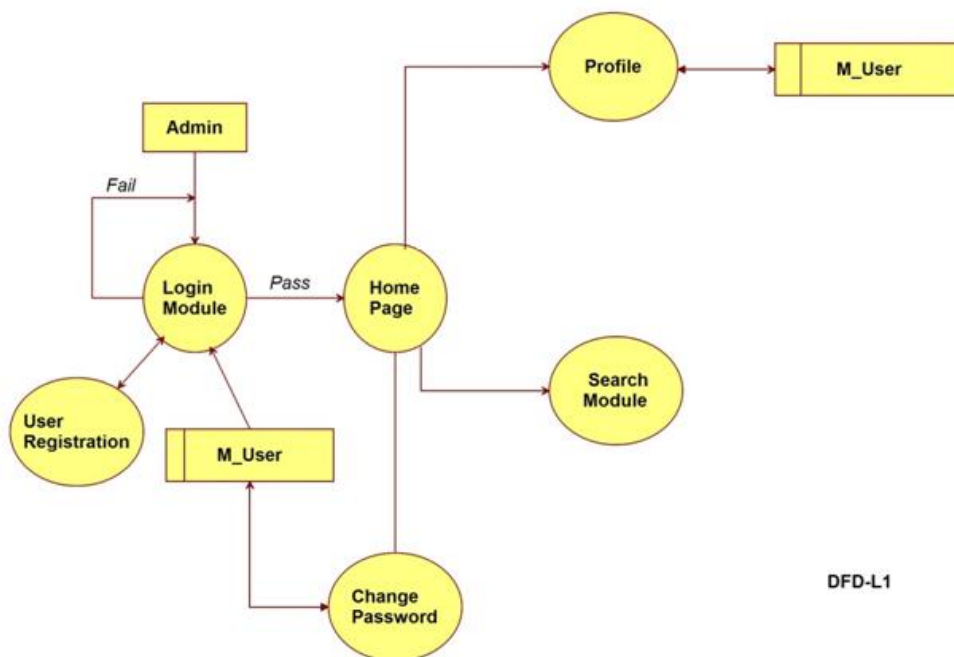 Profile
M_User
Admin
Fail
Login
Module
Pass
Home
Page
Search
Module
User
Registration
M_User
Change
Password
DFD-L1